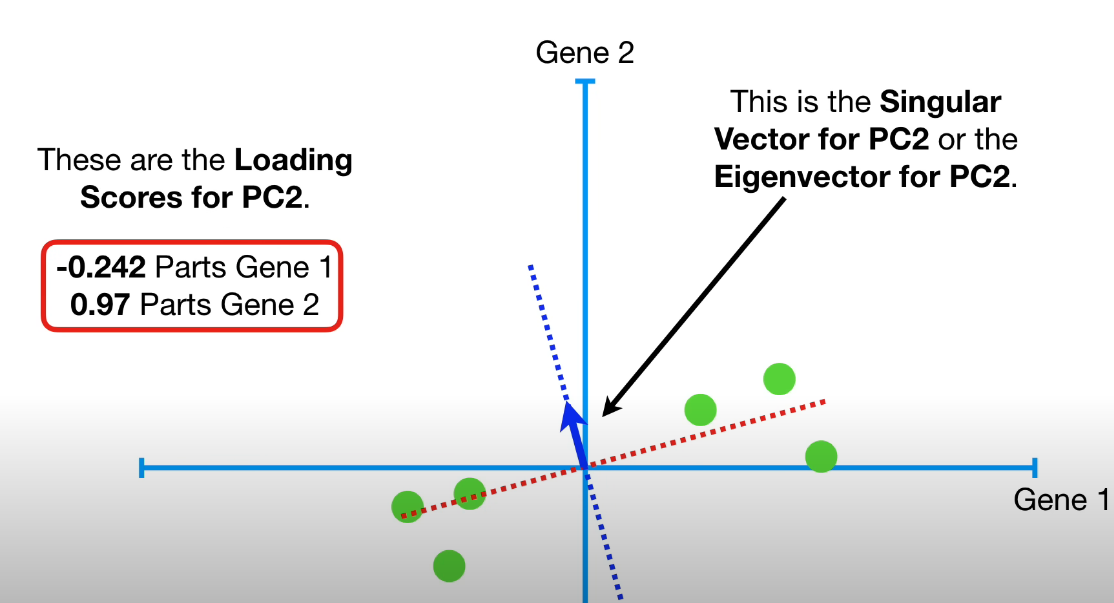 Gene 2
This is the Singular
Vector for PC2 or the
Eigenvector for PC2.
These are the Loading
Scores for PC2.
-0.242 Parts Gene 1
0.97 Parts Gene 2
Gene 1